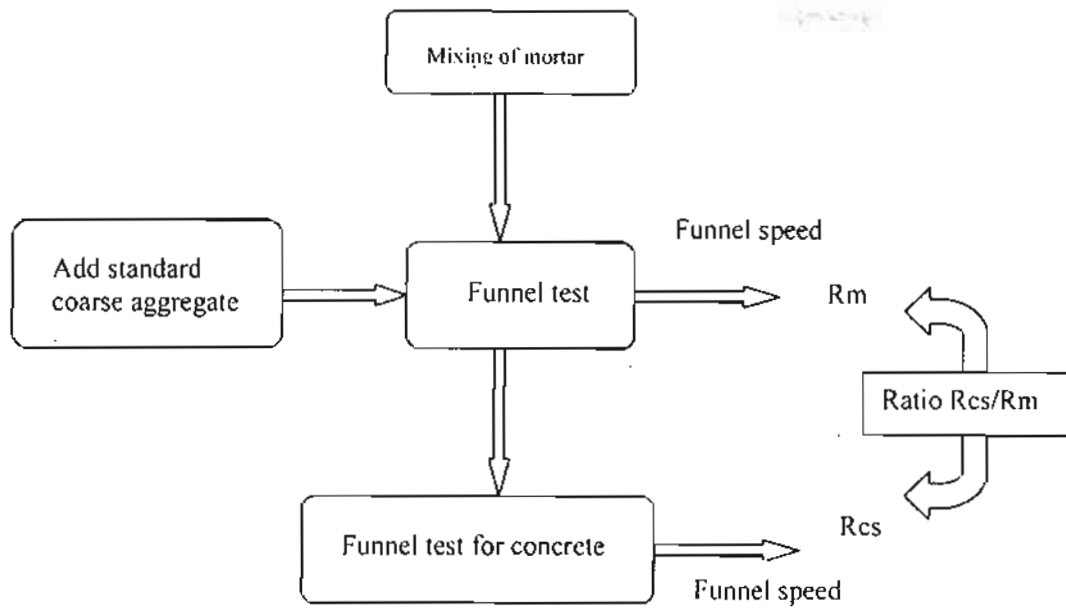 Mixing of mortar
Funnel speed
Add standard
coarse aggregate
Funnel test
Rm
Ratio Rcs/Rm
Funnel test for concrete
Rcs
Funnel speed